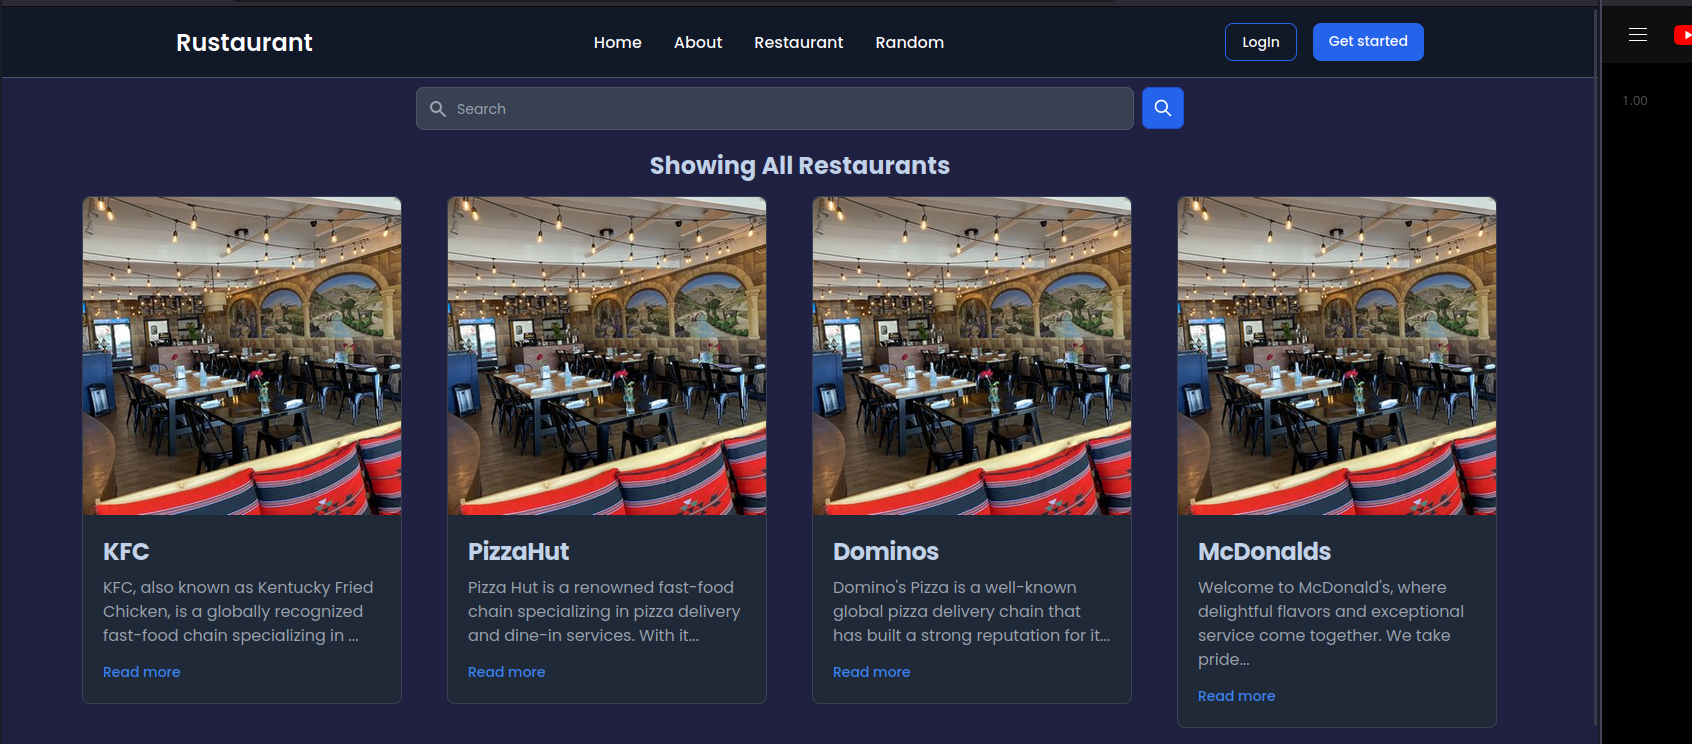 Rustaurant Home About Restaurant Random LogIn Get started
Search
1.00
Showing All Restaurants
KFC
KFC, also known as Kentucky Fried
Chicken, is a globally recognized
fast-food chain specializing in ...
Read more
PizzaHut
Pizza Hut is a renowned fast-food
chain specializing in pizza delivery
and dine-in services. With it...
Read more
Dominos
Domino's Pizza is a well-known
global pizza delivery chain that
has built a strong reputation for it...
Read more
McDonalds
Welcome to McDonald's, where
delightful flavors and exceptional
service come together. We take
pride...
Read more